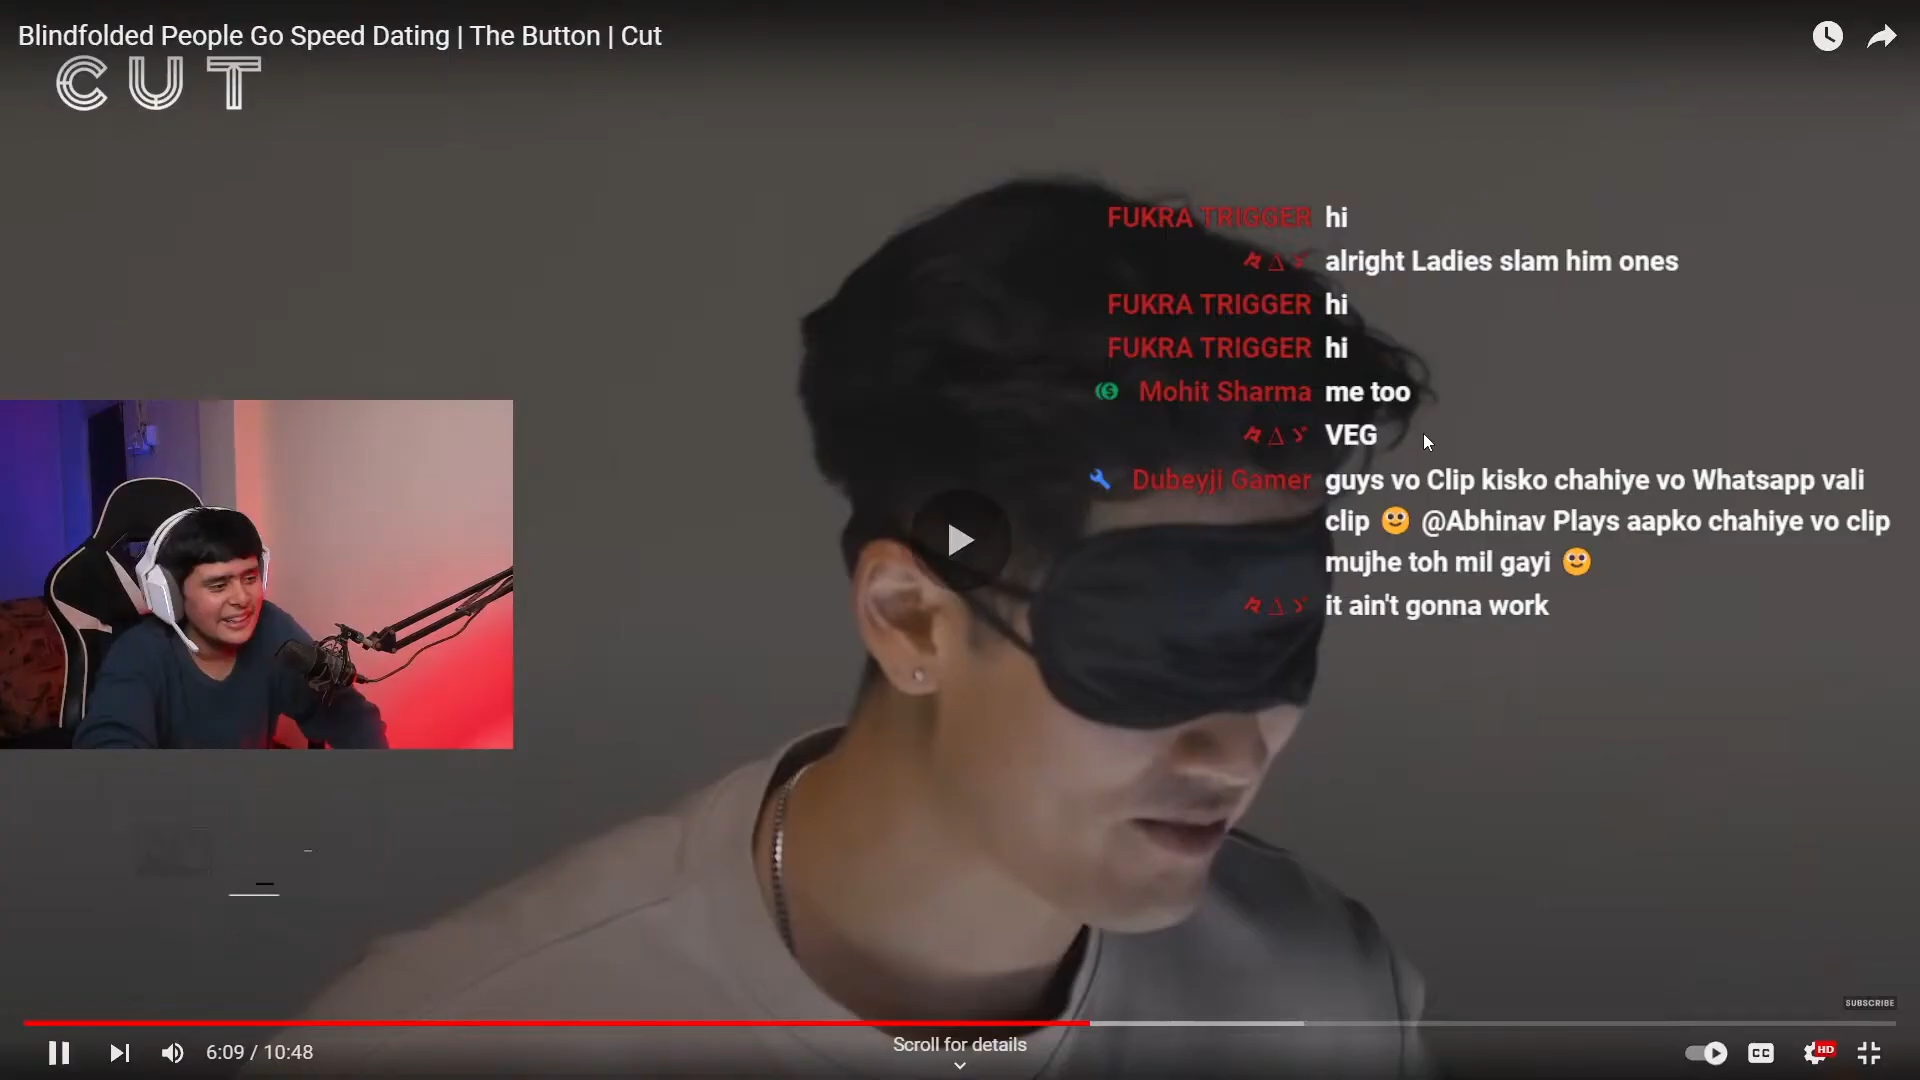 Blindfolded People Go Speed Dating | The Button | Cut
CUT
FUKRA TRIGGER hi
alright Ladies slam him ones
FUKRA TRIGGER hi
FUKRA TRIGGER hi
Mohit Sharma me too
VEG
Dubeyji Gamer guys vo Clip kisko chahiye vo Whatsapp vali
clip 🙂 @Abhinav Plays aapko chahiye vo clip
mujhe toh mil gayi 🙂
it ain't gonna work
SUBSCRIBE
Scroll for details
6:09 / 10:48
CC
HD